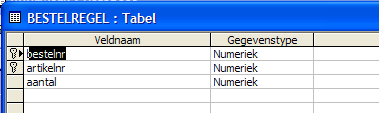 BESTELREGEL : Tabel
Veldnaam Gegevenstype
bestelnr Numeriek
artikelnr Numeriek
aantal Numeriek